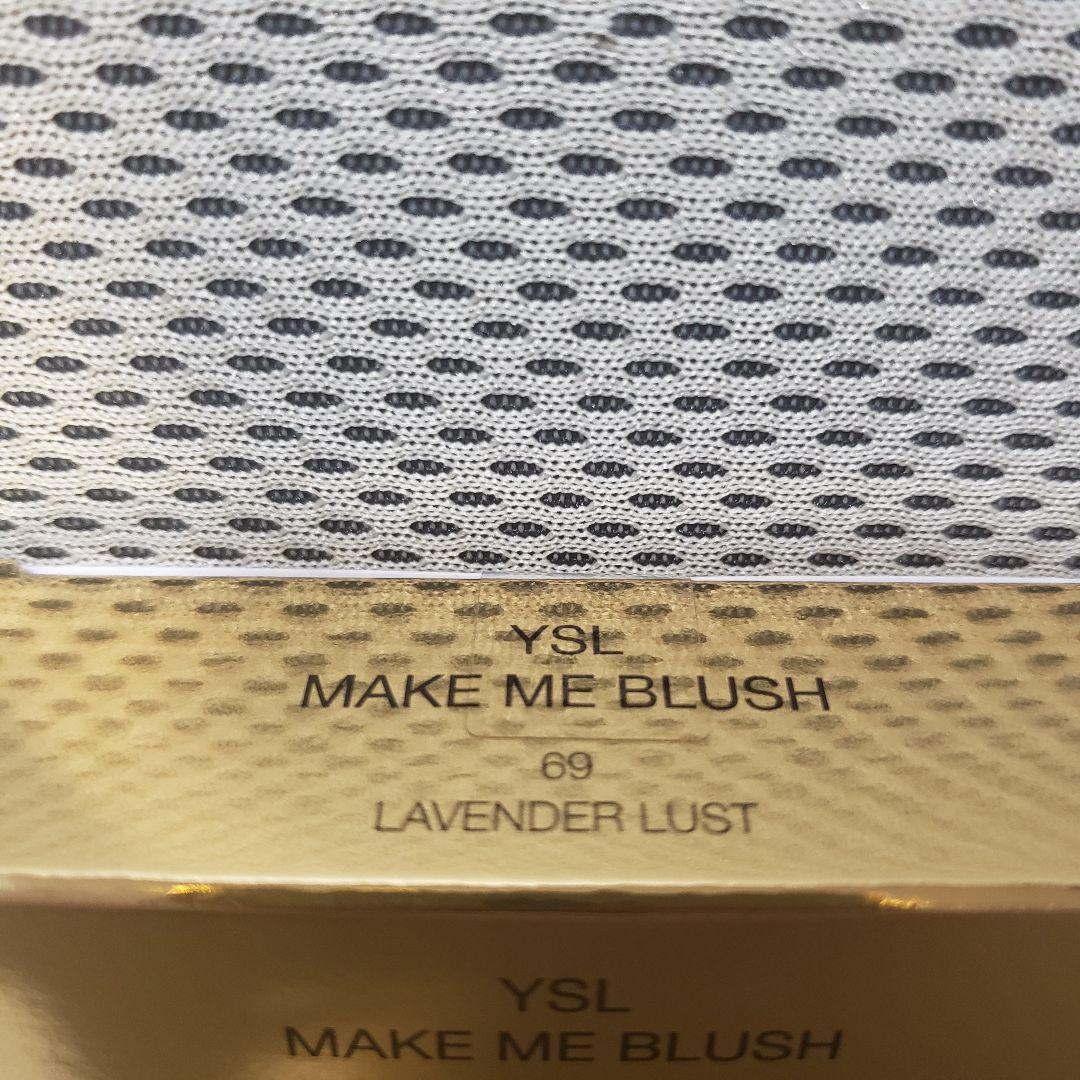 YSL
MAKE ME BLUSH
69
LAVENDER LUST
YSL
MAKE ME BLUSH